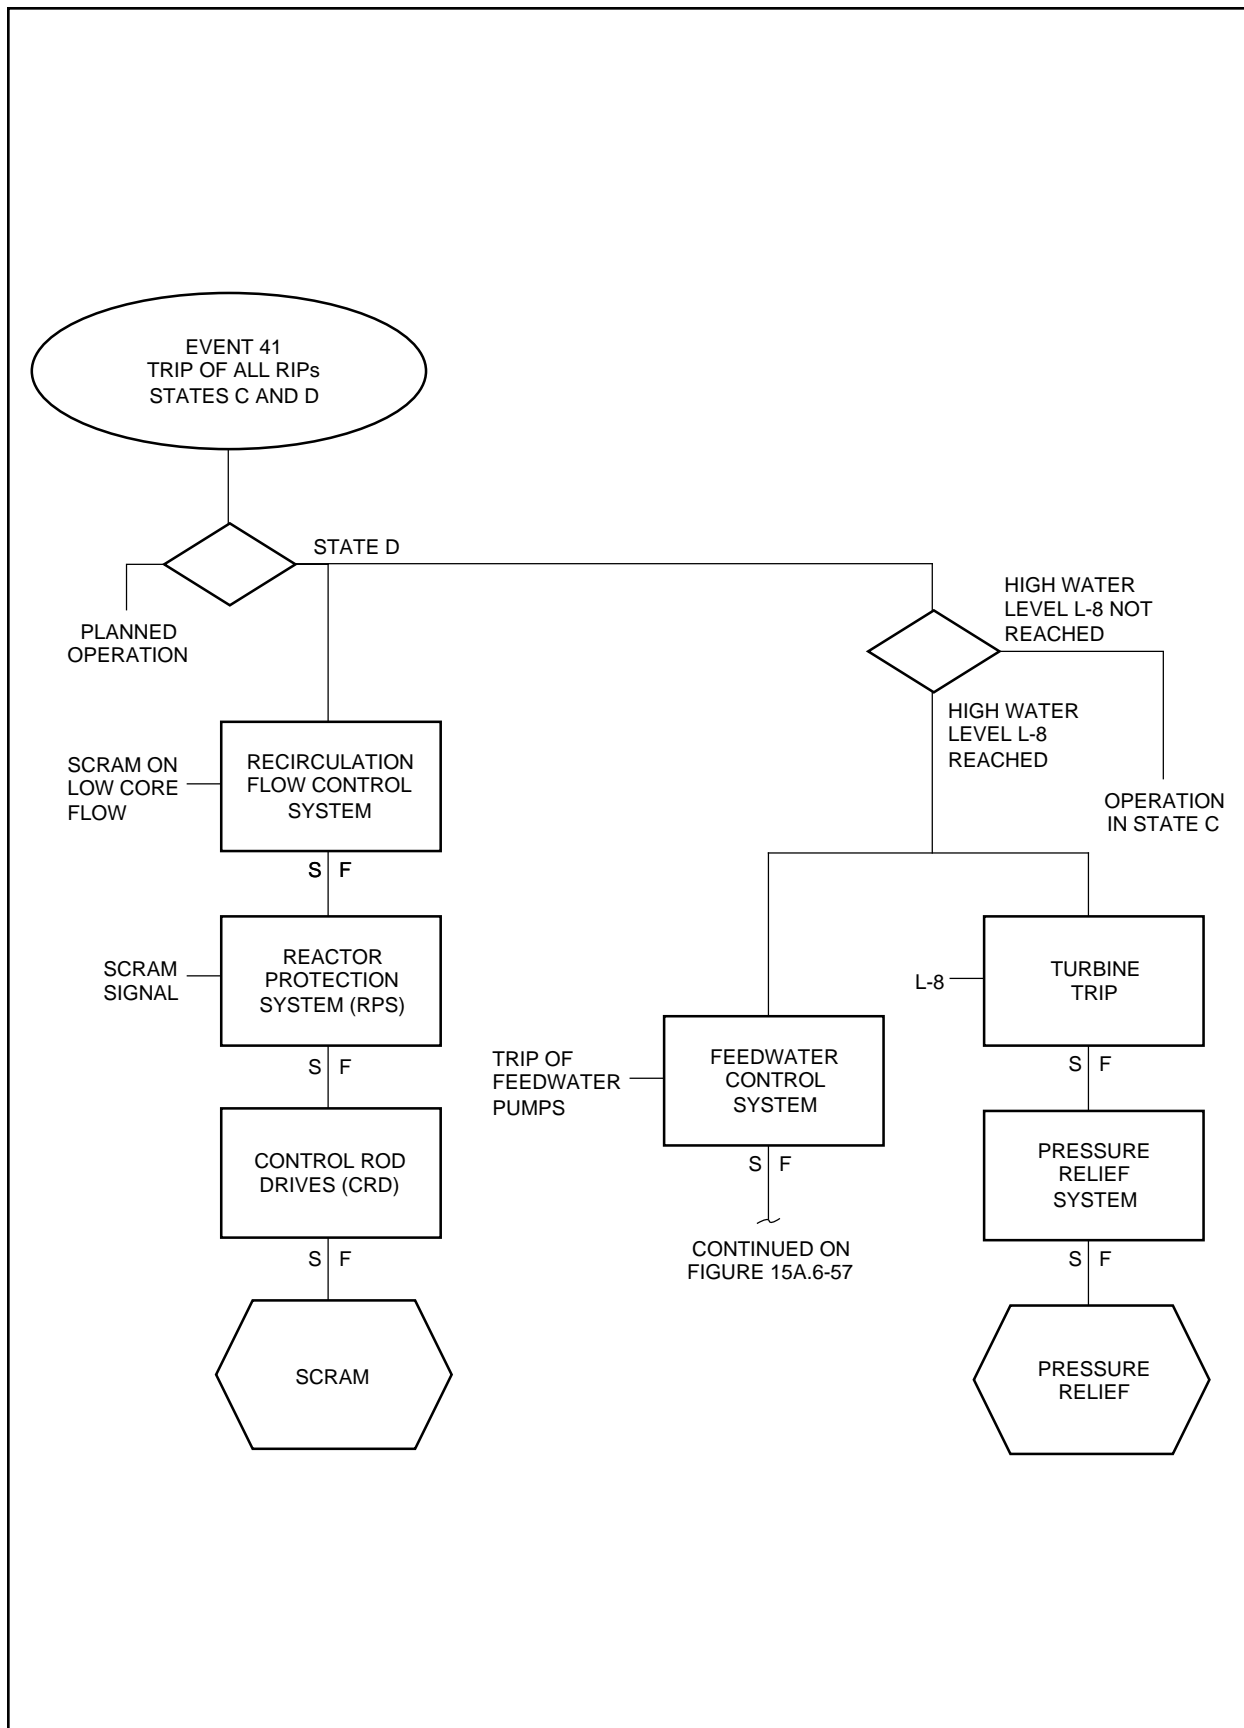 EVENT 41
TRIP OF ALL RIPs
STATES C AND D
STATE D
PLANNED
OPERATION
HIGH WATER
LEVEL L-8 NOT
REACHED
HIGH WATER
LEVEL L-8
REACHED
OPERATION
IN STATE C
SCRAM ON
LOW CORE
FLOW
RECIRCULATION
FLOW CONTROL
SYSTEM
S F
SCRAM
SIGNAL
REACTOR
PROTECTION
SYSTEM (RPS)
S F
CONTROL ROD
DRIVES (CRD)
S F
SCRAM
TRIP OF
FEEDWATER
PUMPS
FEEDWATER
CONTROL
SYSTEM
S F
CONTINUED ON
FIGURE 15A.6-57
L-8
TURBINE
TRIP
S F
PRESSURE
RELIEF
SYSTEM
S F
PRESSURE
RELIEF